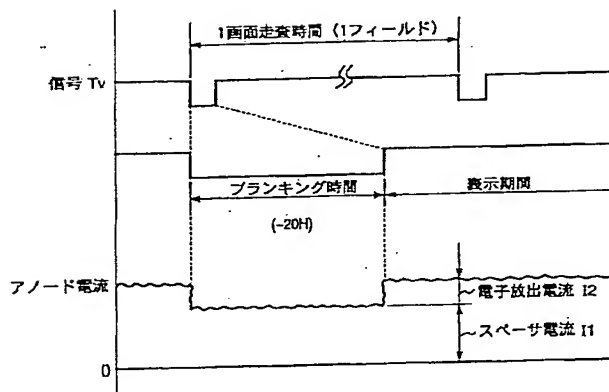 1画面走査時間 (1フィールド)
信号 Tv
ブランキング時間
表示期間
(~20H)
アノード電流
電子放出電流 I2
スペーサ電流 I1
0